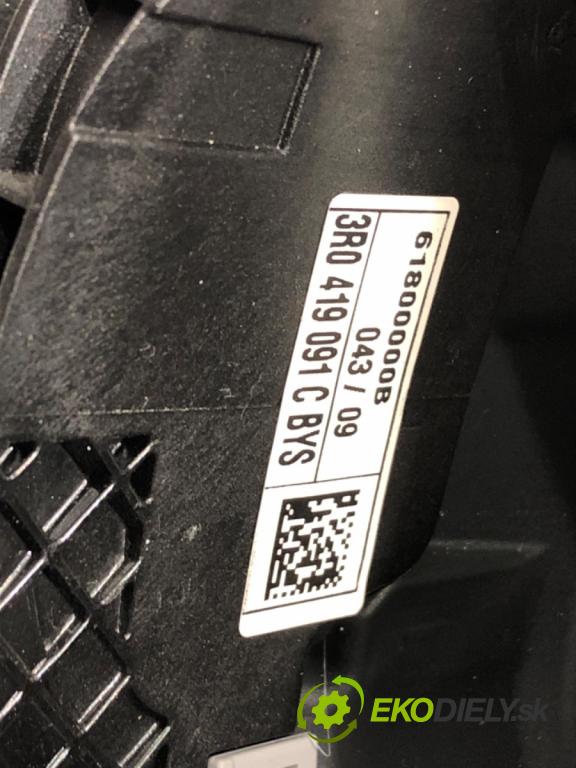 61800000B
043 / 09
3R0 419 091 C BYS
EKODIELY.sk